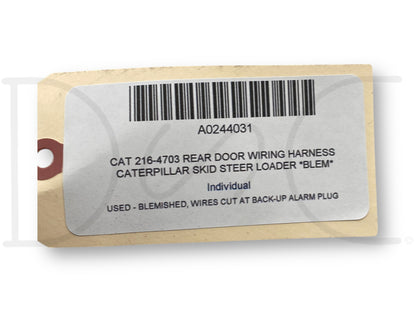 A0244031
CAT 216-4703 REAR DOOR WIRING HARNESS
CATERPILLAR SKID STEER LOADER *BLEM*
Individual
USED - BLEMISHED, WIRES CUT AT BACK-UP ALARM PLUG